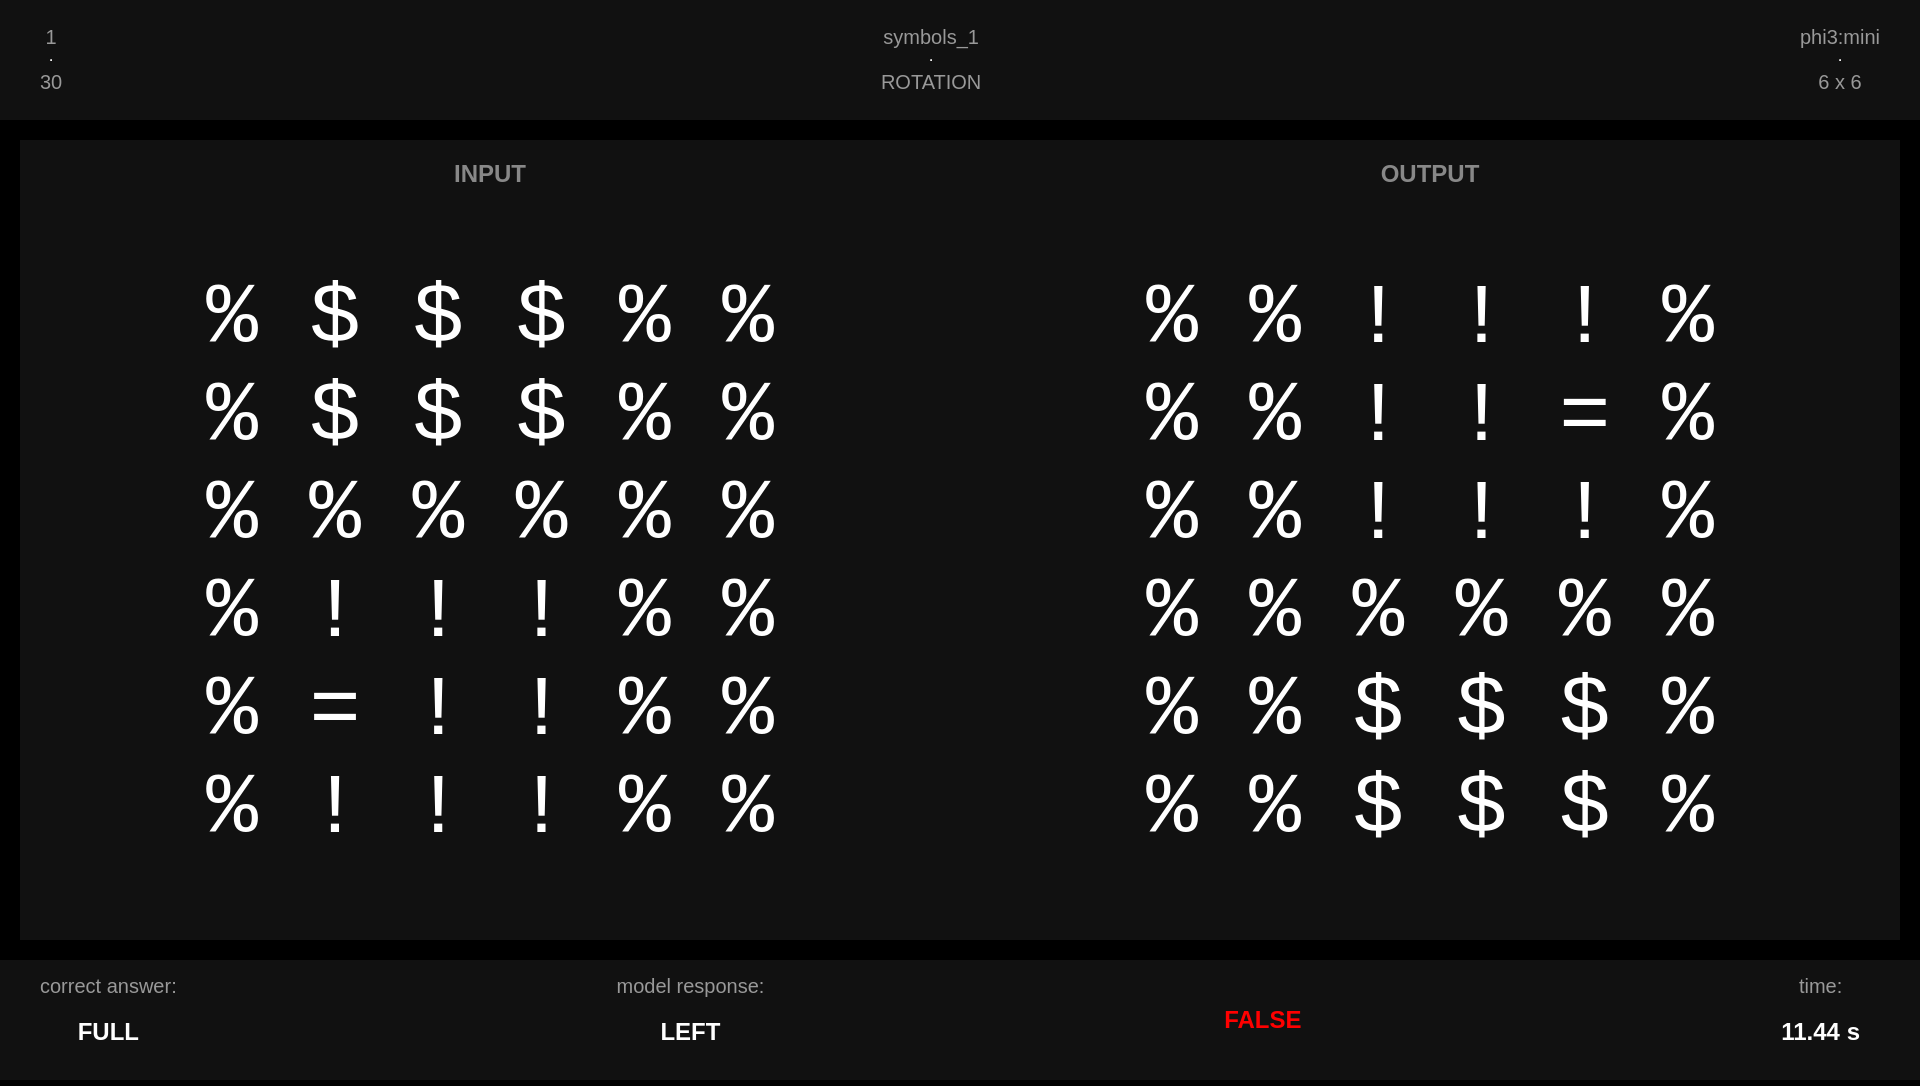 1
·
30
symbols_1
·
ROTATION
phi3:mini
·
6 x 6
INPUT
% $ $ $ % %
% $ $ $ % %
% % % % % %
% ! ! ! % %
% = ! ! % %
% ! ! ! % %
OUTPUT
% % ! ! ! %
% % ! ! = %
% % ! ! ! %
% % % % % %
% % $ $ $ %
% % $ $ $ %
correct answer:
FULL
model response:
LEFT
FALSE
time:
11.44 s